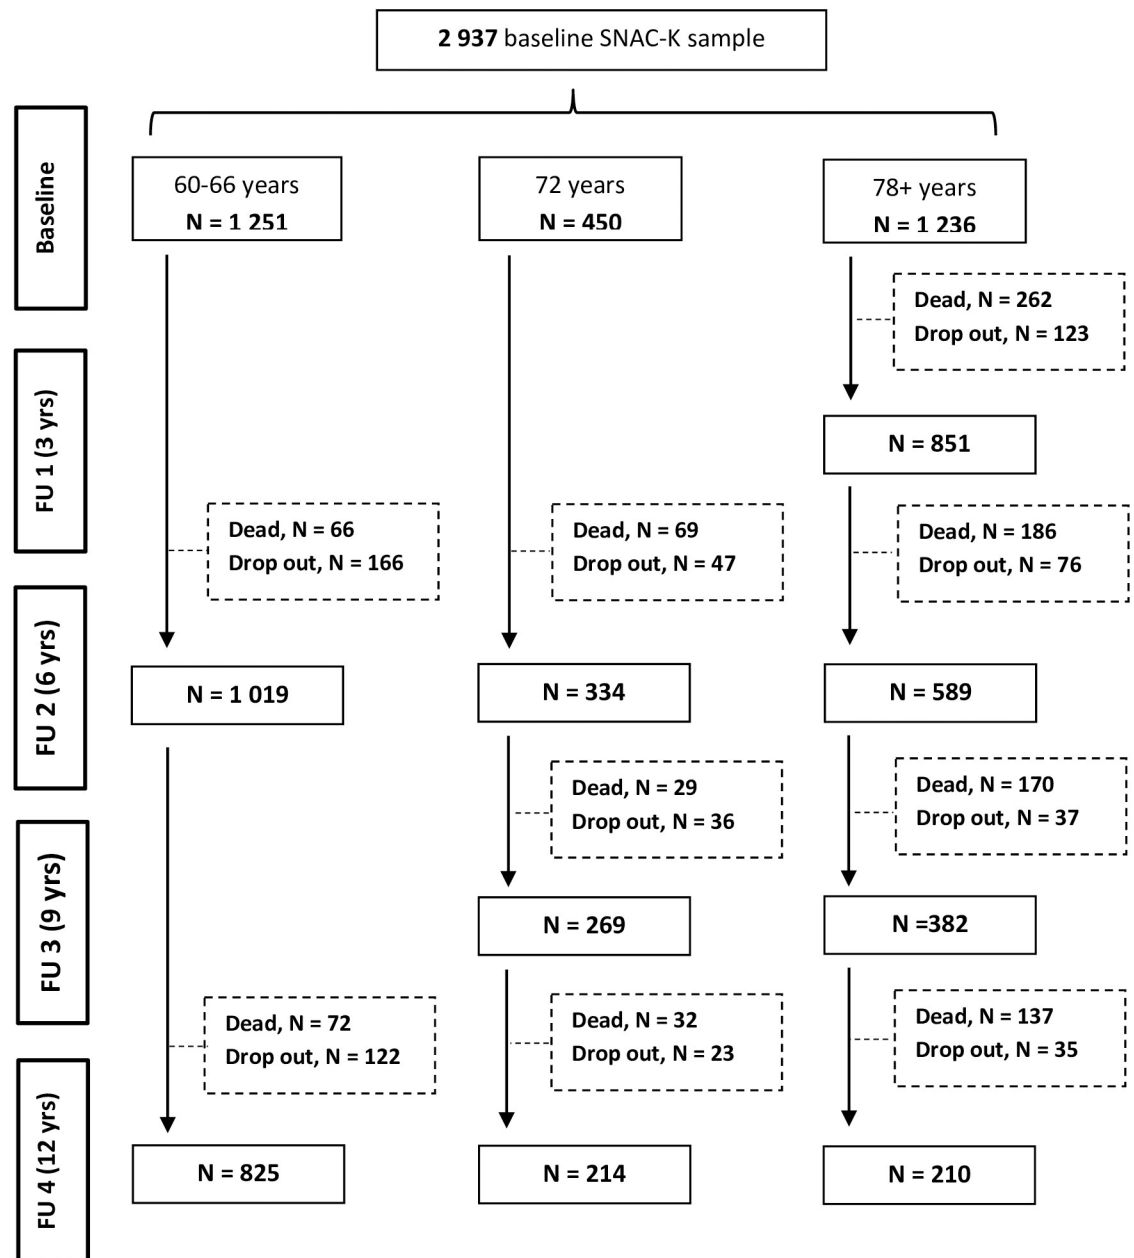 2 937 baseline SNAC-K sample
Baseline
60-66 years
N = 1 251
72 years
N = 450
78+ years
N = 1 236
Dead, N = 262
Drop out, N = 123
FU 1 (3 yrs)
N = 851
Dead, N = 66
Drop out, N = 166
Dead, N = 69
Drop out, N = 47
Dead, N = 186
Drop out, N = 76
FU 2 (6 yrs)
N = 1 019
N = 334
N = 589
Dead, N = 29
Drop out, N = 36
Dead, N = 170
Drop out, N = 37
FU 3 (9 yrs)
N = 269
N =382
Dead, N = 72
Drop out, N = 122
Dead, N = 32
Drop out, N = 23
Dead, N = 137
Drop out, N = 35
FU 4 (12 yrs)
N = 825
N = 214
N = 210